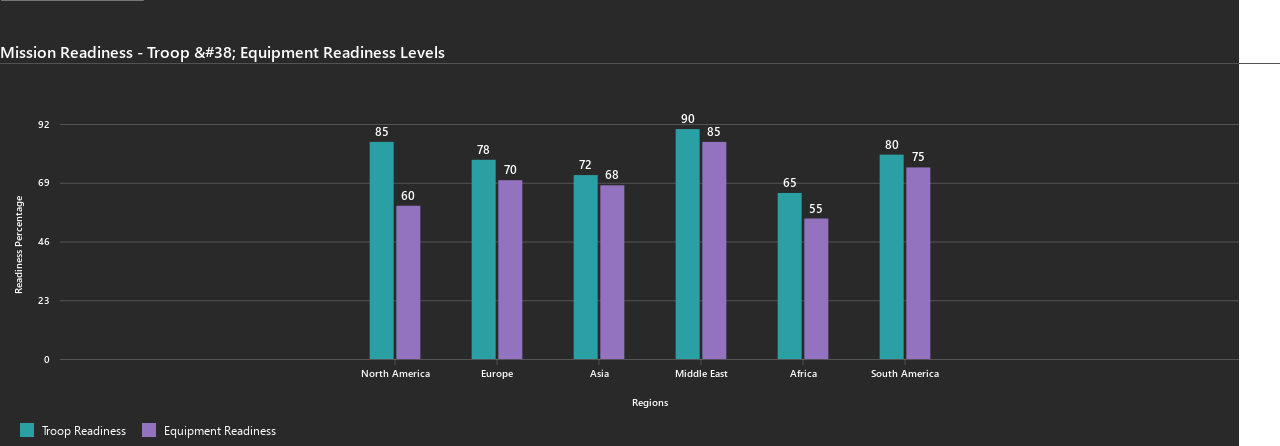 Mission Readiness - Troop &#38; Equipment Readiness Levels
92
69
46
23
0
Readiness Percentage
85
60
78
70
72
68
90
85
65
55
80
75
North America
Europe
Asia
Middle East
Africa
South America
Regions
Troop Readiness
Equipment Readiness